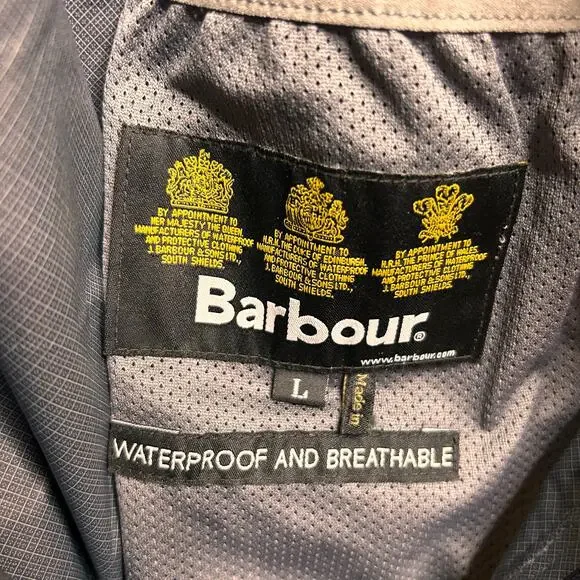 BY APPOINTMENT TO
HER MAJESTY THE QUEEN
MANUFACTURERS OF WATERPROOF
AND PROTECTIVE CLOTHING
J. BARBOUR & SONS LTD.,
SOUTH SHIELDS.
BY APPOINTMENT TO
H.R.H. THE DUKE OF EDINBURGH
MANUFACTURERS OF WATERPROOF
AND PROTECTIVE CLOTHING
J. BARBOUR & SONS LTD.,
SOUTH SHIELDS.
BY APPOINTMENT TO
H.R.H. THE PRINCE OF WALES
MANUFACTURERS OF WATERPROOF
AND PROTECTIVE CLOTHING
J. BARBOUR & SONS LTD.,
SOUTH SHIELDS.
Barbour®
www.barbour.com
L
Made in
WATERPROOF AND BREATHABLE